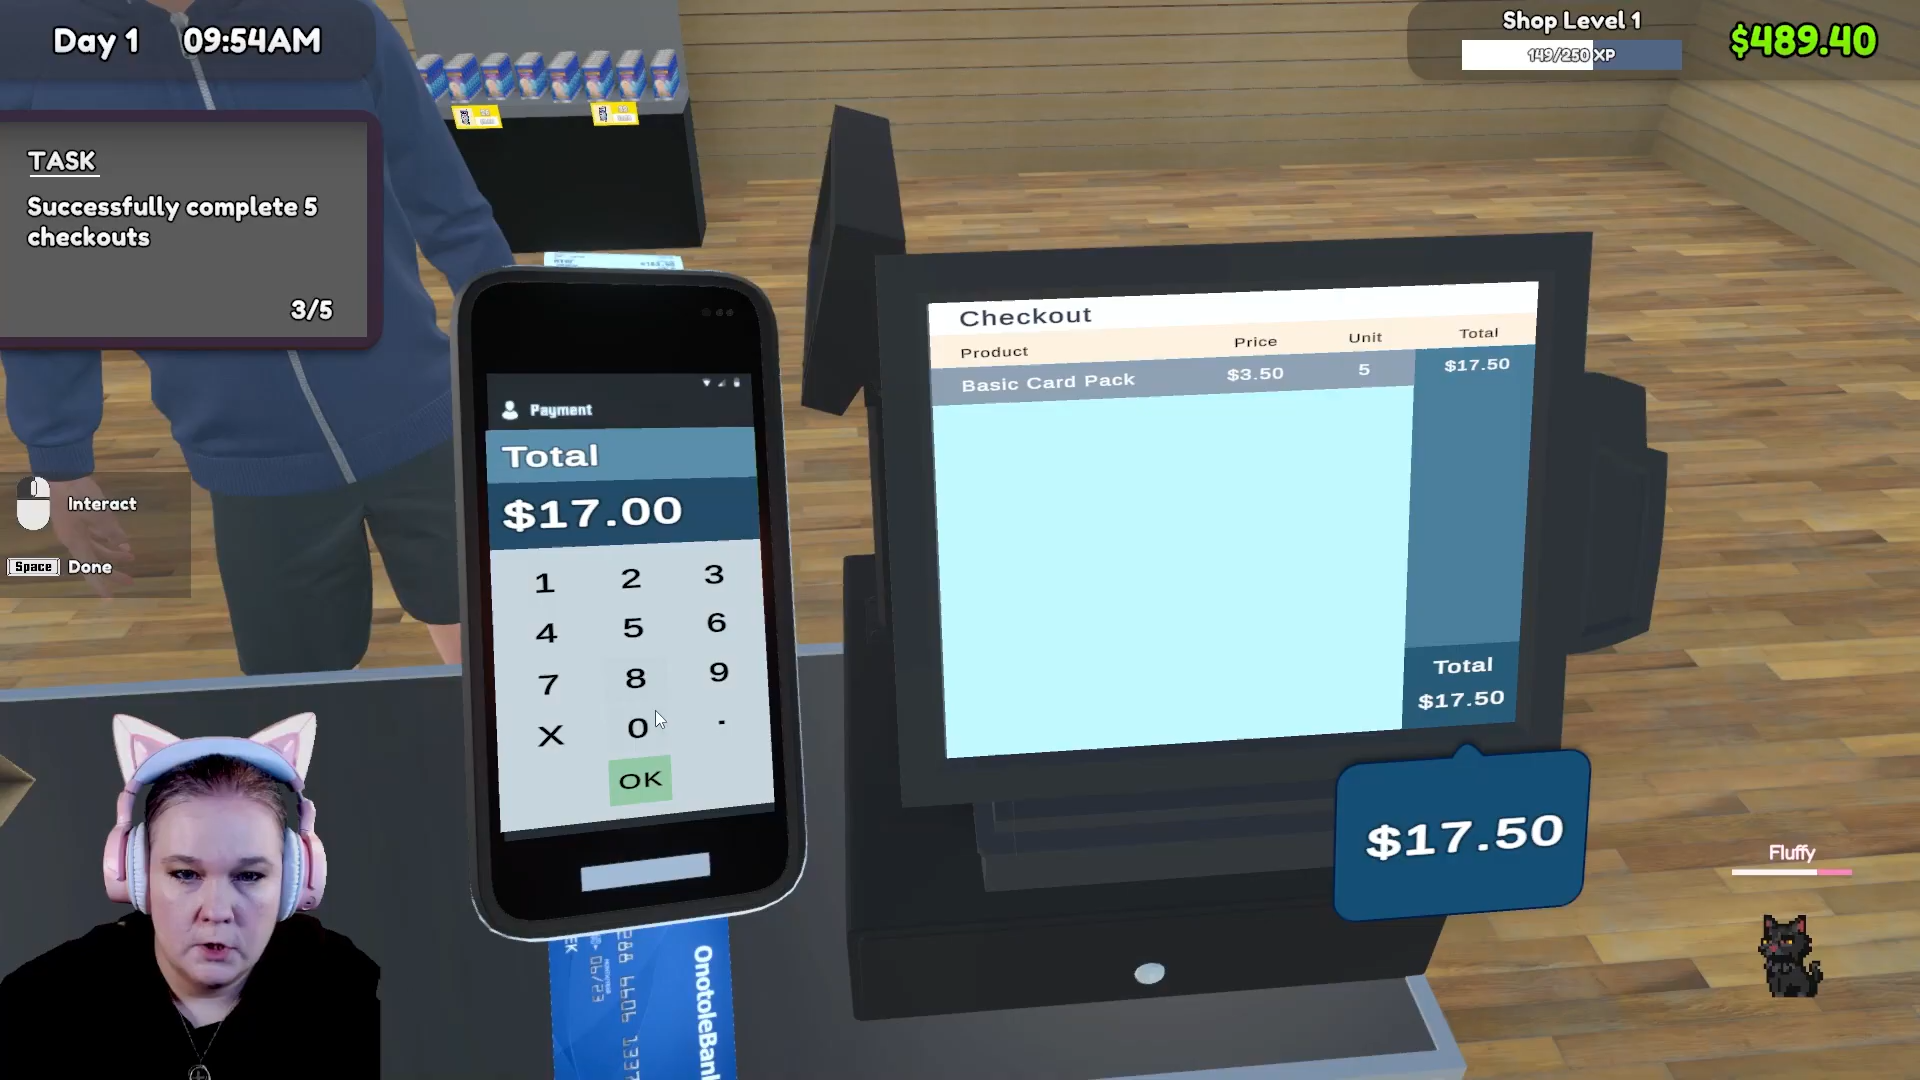 Day 1 09:54AM
Shop Level 1
149/250 XP
$489.40
TASK
Successfully complete 5
checkouts
3/5
Interact
Space Done
Payment
Total
$17.00
1 2 3
4 5 6
7 8 9
X 0 .
OK
Checkout
Product Price Unit Total
Basic Card Pack $3.50 5 $17.50
Total
$17.50
$17.50
Fluffy
OnotoleBank
06/23